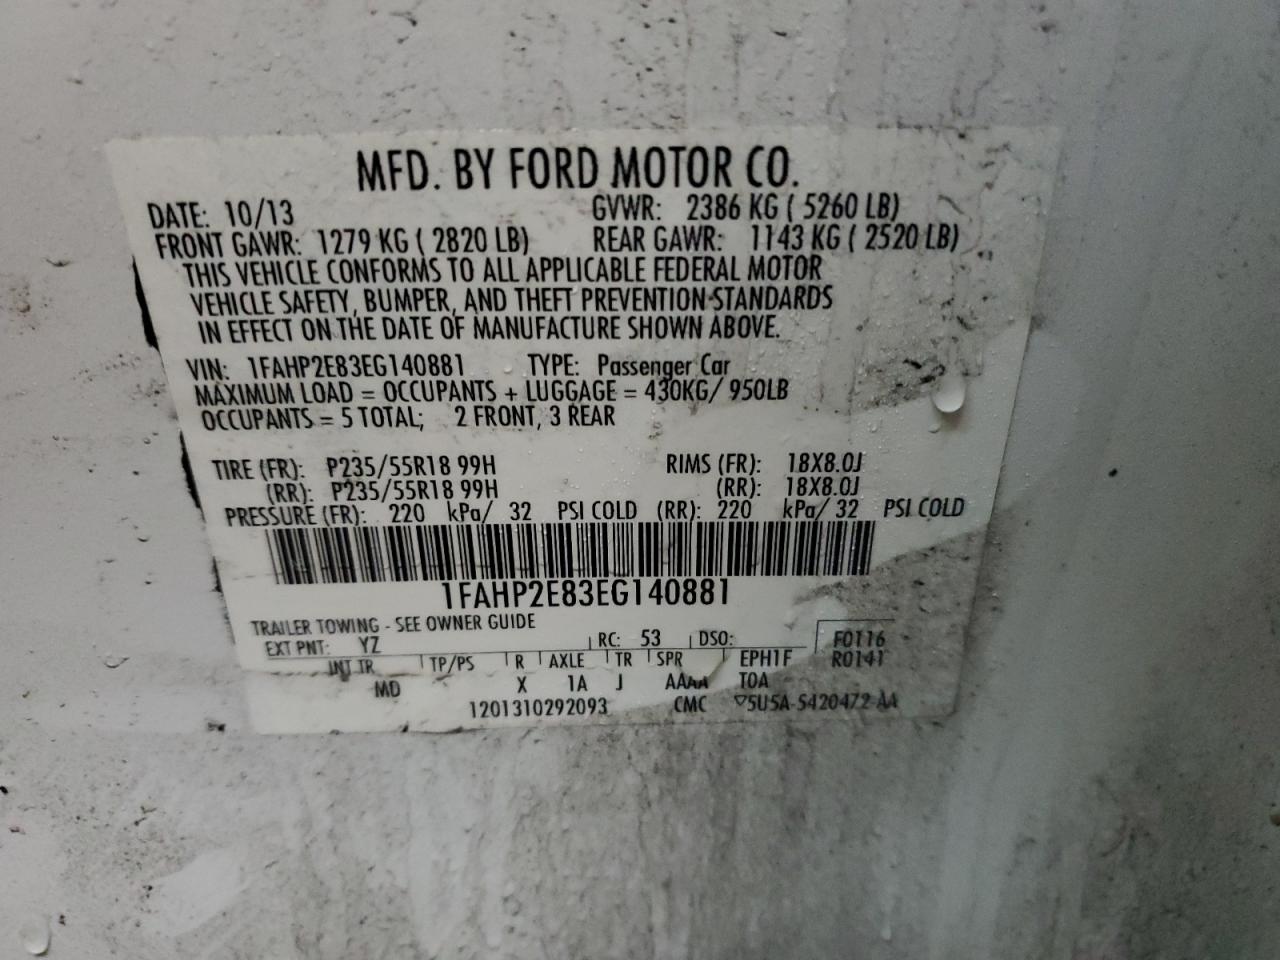 MFD. BY FORD MOTOR CO.
DATE: 10/13 GVWR: 2386 KG ( 5260 LB)
FRONT GAWR: 1279 KG ( 2820 LB) REAR GAWR: 1143 KG ( 2520 LB)
THIS VEHICLE CONFORMS TO ALL APPLICABLE FEDERAL MOTOR
VEHICLE SAFETY, BUMPER, AND THEFT PREVENTION STANDARDS
IN EFFECT ON THE DATE OF MANUFACTURE SHOWN ABOVE.
VIN: 1FAHP2E83EG140881 TYPE: Passenger Car
MAXIMUM LOAD = OCCUPANTS + LUGGAGE = 430KG/ 950LB
OCCUPANTS = 5 TOTAL; 2 FRONT, 3 REAR
TIRE (FR): P235/55R18 99H RIMS (FR): 18X8.0J
(RR): P235/55R18 99H (RR): 18X8.0J
PRESSURE (FR): 220 kPa/ 32 PSI COLD (RR): 220 kPa/ 32 PSI COLD
1FAHP2E83EG140881
TRAILER TOWING - SEE OWNER GUIDE
EXT PNT: YZ RC: 53 DSO: F0116
INT TR TP/PS R AXLE TR SPR EPH1F R0141
MD X 1A J AAAA TOA
1201310292093 CMC ▽5U5A-5420472-AA